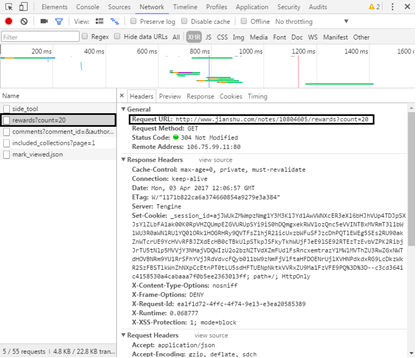 Elements Console Sources Network Timeline Profiles Application Security Audits 2
View: Preserve log Disable cache Offline No throttling
Filter Regex Hide data URLs All XHR JS CSS Img Media Font Doc WS Manifest Other
200 ms 400 ms 600 ms 800 ms 1000 ms 1200 ms 1400 ms 1600
Name
side_tool
rewards?count=20
comments?comment_id=&author...
included_collections?page=1
mark_viewed.json
5 / 55 requests | 4.8 KB / 22.8 KB tran...
Headers Preview Response Cookies Timing
General
Request URL: http://www.jianshu.com/notes/10804605/rewards?count=20
Request Method: GET
Status Code: 304 Not Modified
Remote Address: 106.75.99.11:80
Response Headers view source
Cache-Control: max-age=0, private, must-revalidate
Connection: keep-alive
Date: Mon, 03 Apr 2017 12:06:57 GMT
Server: Tengine
X-Content-Type-Options: nosniff
X-Frame-Options: DENY
X-Request-Id: ea1f1d72-4ffc-4f74-9e13-e3ea20585389
X-Runtime: 0.068777
X-XSS-Protection: 1; mode=block
Request Headers view source
Accept: application/json
Accept-Encoding: gzip, deflate, sdch